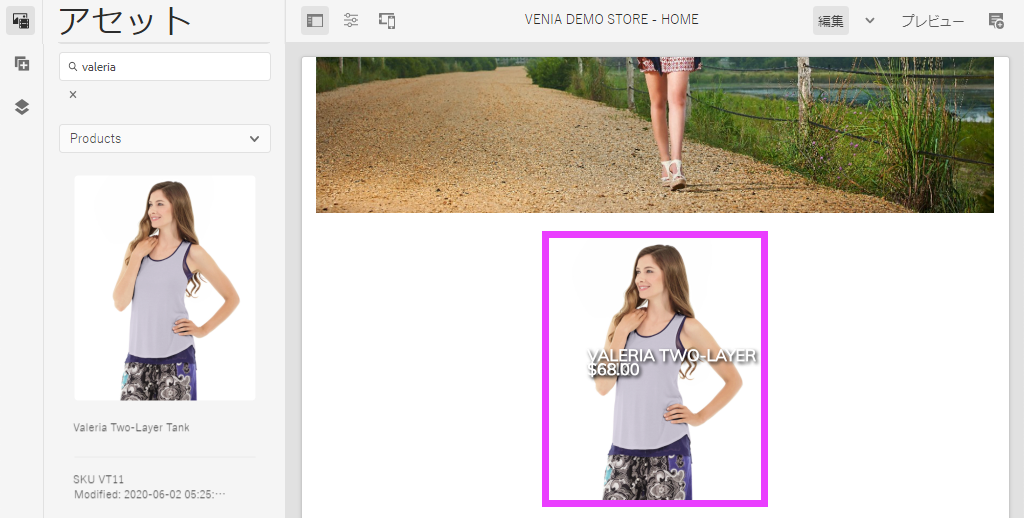 アセット
valeria
×
Products
Valeria Two-Layer Tank
SKU VT11
Modified: 2020-06-02 05:25:…
VENIA DEMO STORE - HOME
編集
プレビュー
VALERIA TWO-LAYER
$68.00